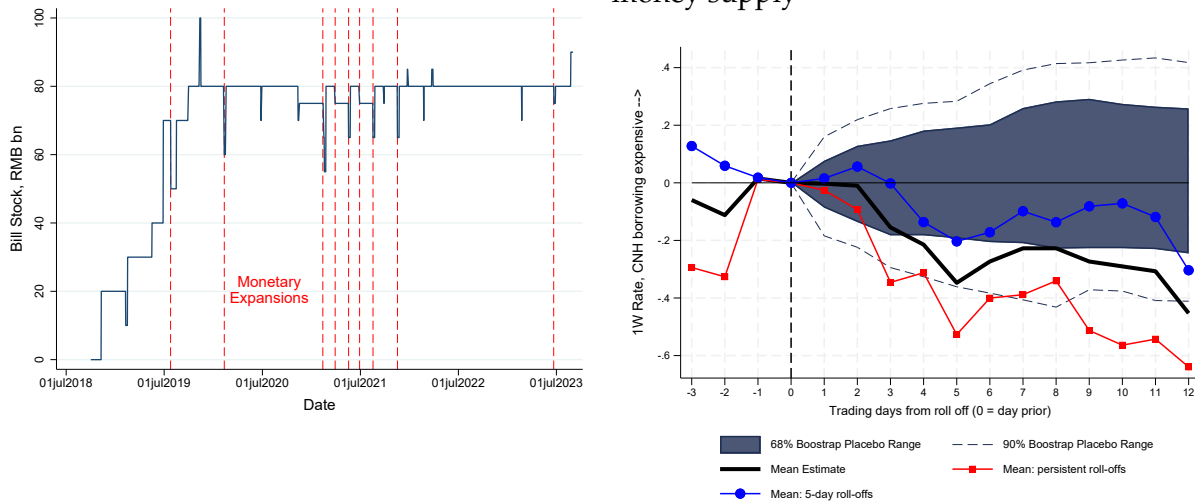 money supply
Bill Stock, RMB bn
100
80
60
40
20
0
Monetary
Expansions
01jul2018
01jul2019
01jul2020
01jul2021
01jul2022
01jul2023
Date
1W Rate, CNH borrowing expensive -->
.4
.2
0
-.2
-.4
-.6
-3
-2
-1
0
1
2
3
4
5
6
7
8
9
10
11
12
Trading days from roll off (0 = day prior)
68% Boostrap Placebo Range
90% Boostrap Placebo Range
Mean Estimate
Mean: persistent roll-offs
Mean: 5-day roll-offs